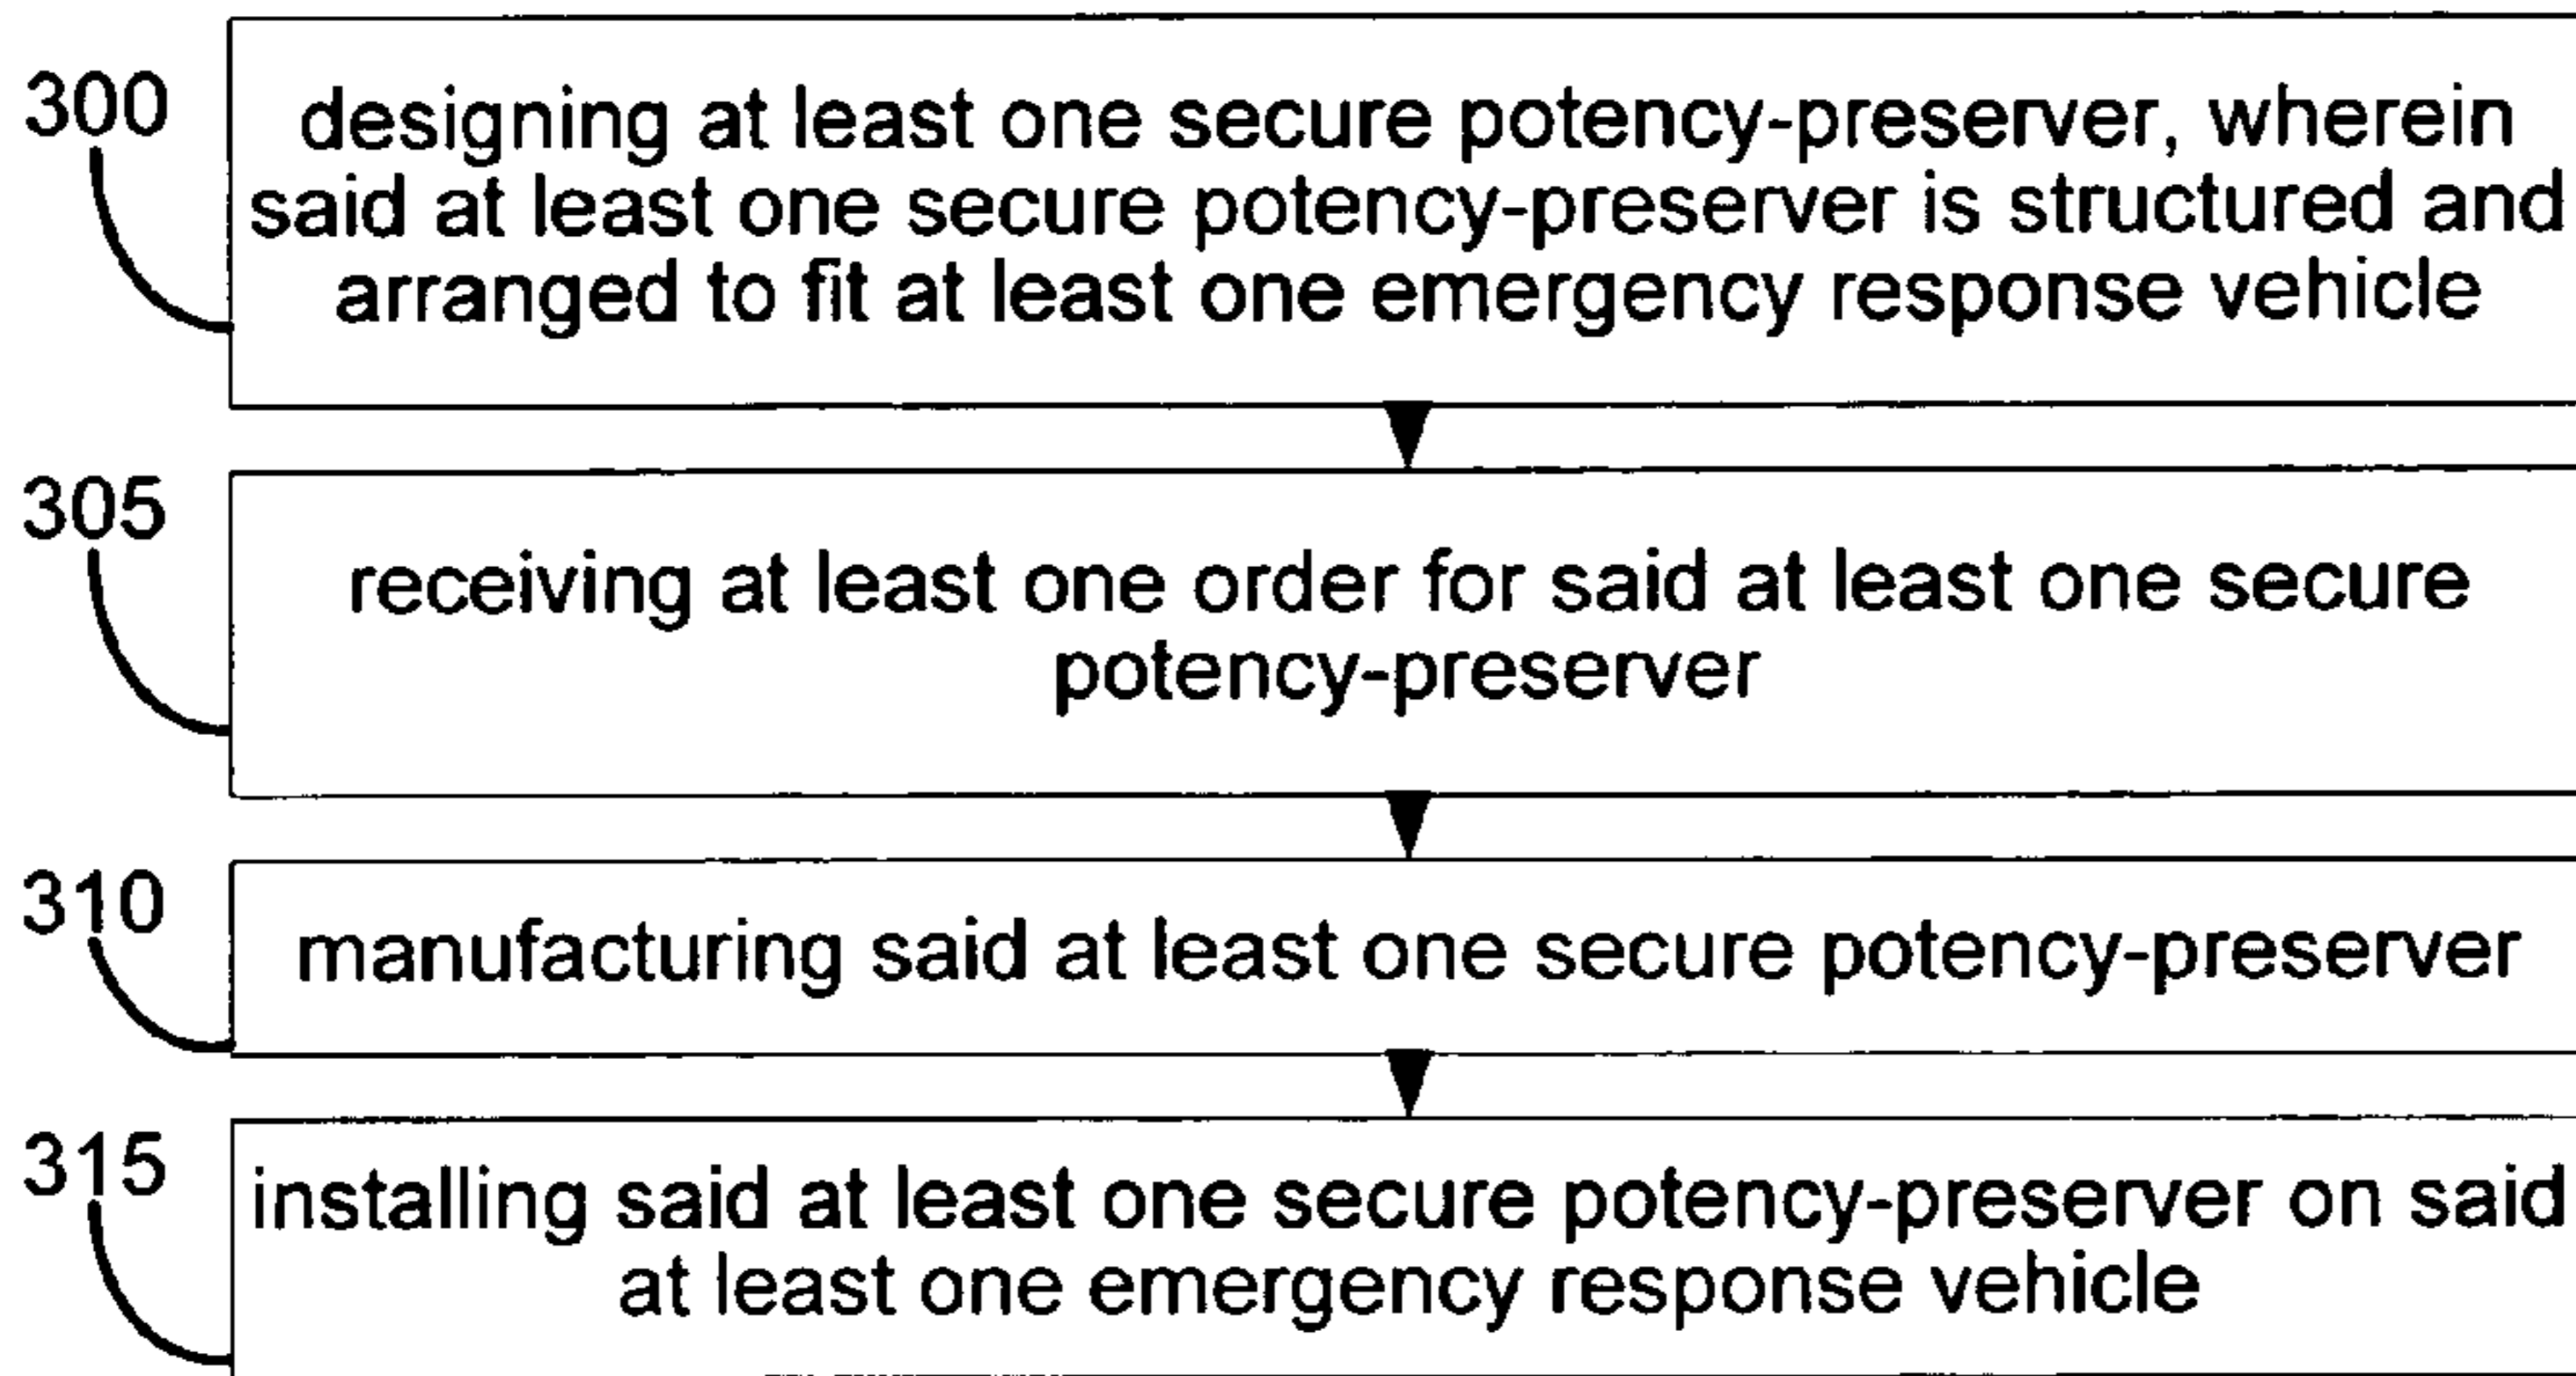 300
designing at least one secure potency-preserver, wherein
said at least one secure potency-preserver is structured and
arranged to fit at least one emergency response vehicle
305
receiving at least one order for said at least one secure
potency-preserver
310
manufacturing said at least one secure potency-preserver
315
installing said at least one secure potency-preserver on said
at least one emergency response vehicle